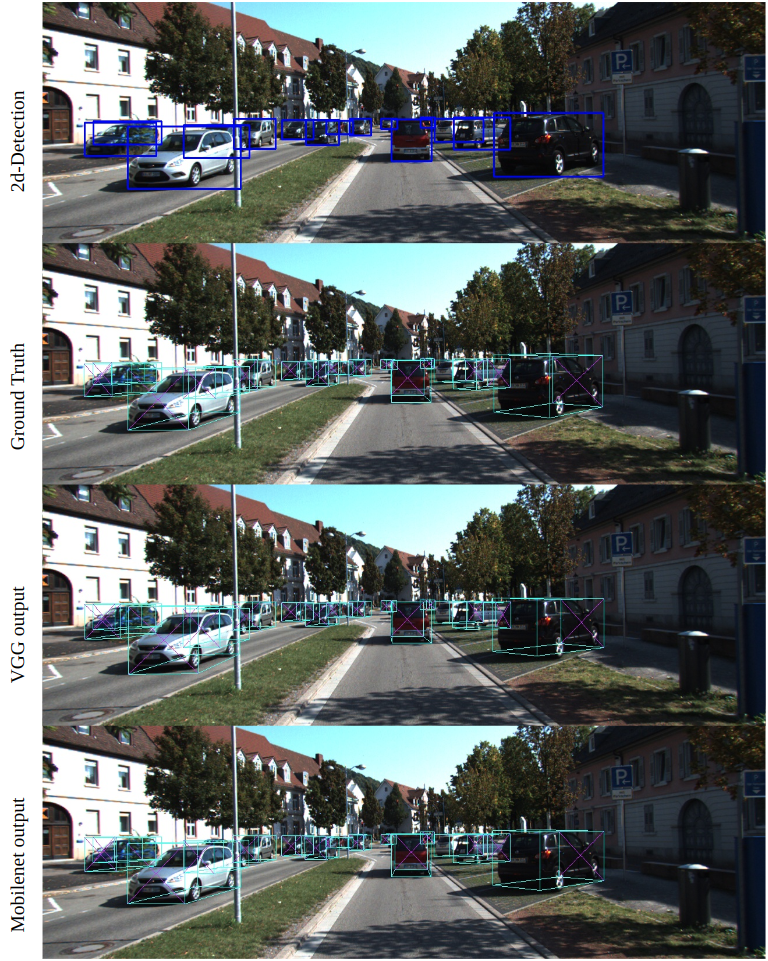 2d-Detection
P
Ground Truth
P
VGG output
P
Mobilenet output
P